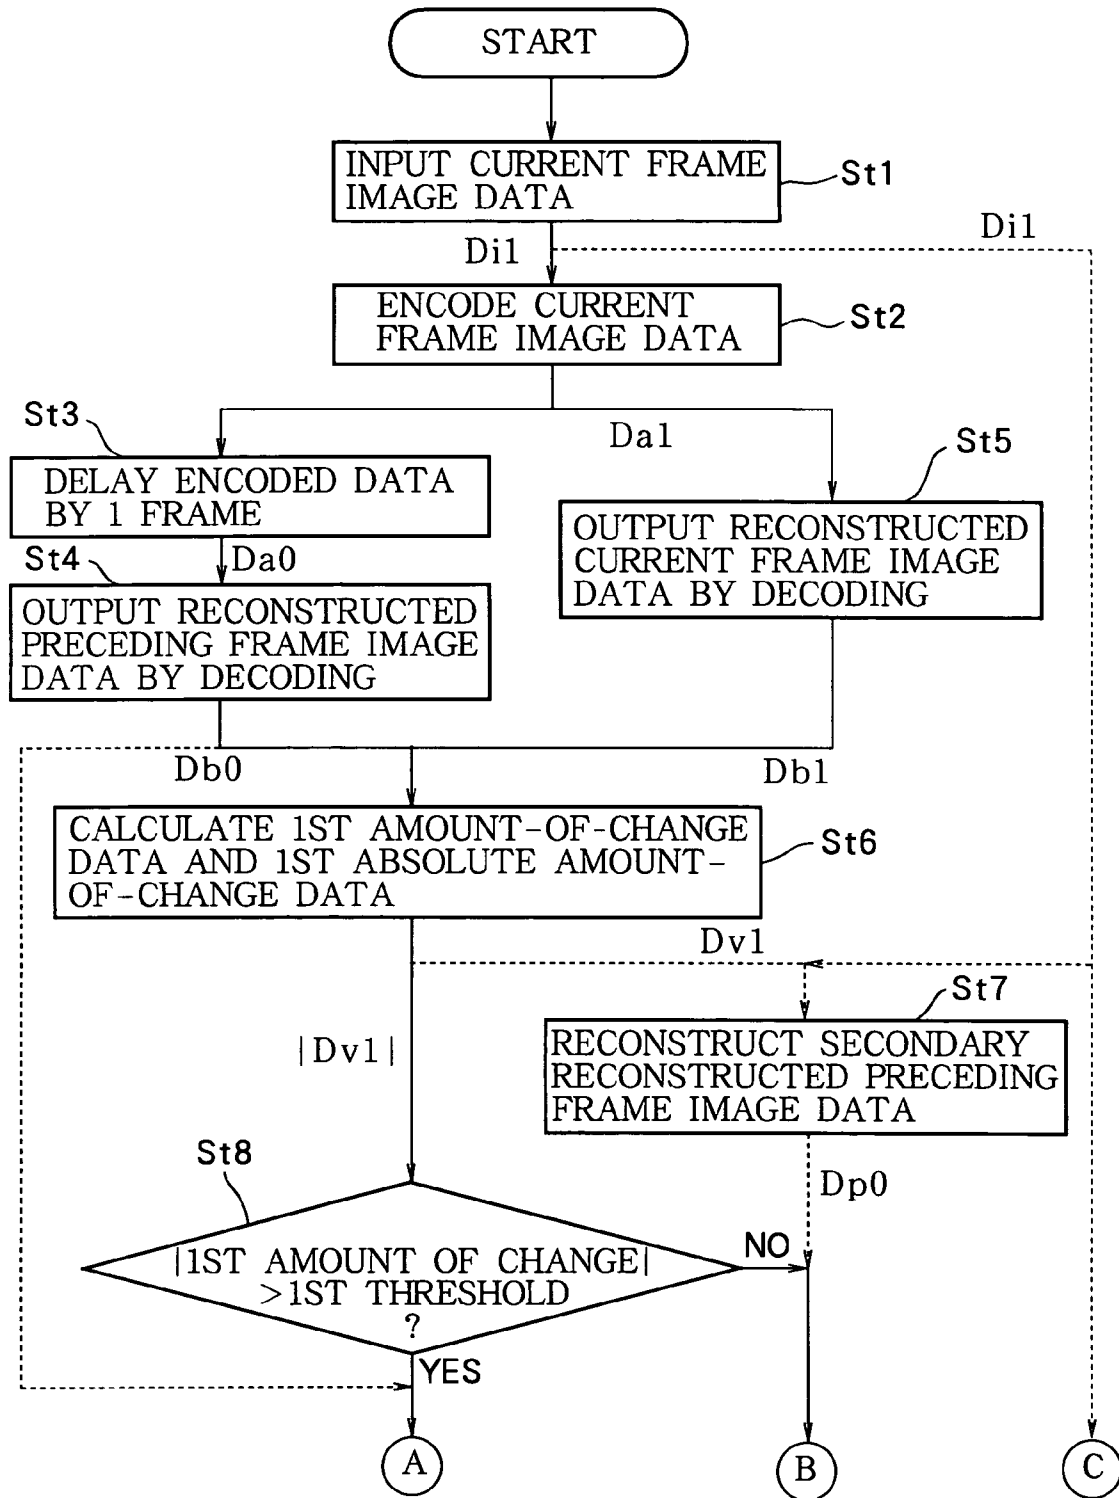 START
INPUT CURRENT FRAME
IMAGE DATA
St1
Di1
Di1
ENCODE CURRENT
FRAME IMAGE DATA
St2
St3
Da1
St5
DELAY ENCODED DATA
BY 1 FRAME
OUTPUT RECONSTRUCTED
CURRENT FRAME IMAGE
DATA BY DECODING
St4
Da0
OUTPUT RECONSTRUCTED
PRECEDING FRAME IMAGE
DATA BY DECODING
Db0
Db1
CALCULATE 1ST AMOUNT-OF-CHANGE
DATA AND 1ST ABSOLUTE AMOUNT-
OF-CHANGE DATA
St6
Dv1
St7
|Dv1|
RECONSTRUCT SECONDARY
RECONSTRUCTED PRECEDING
FRAME IMAGE DATA
St8
Dp0
|1ST AMOUNT OF CHANGE|
>1ST THRESHOLD
?
NO
YES
A
B
C